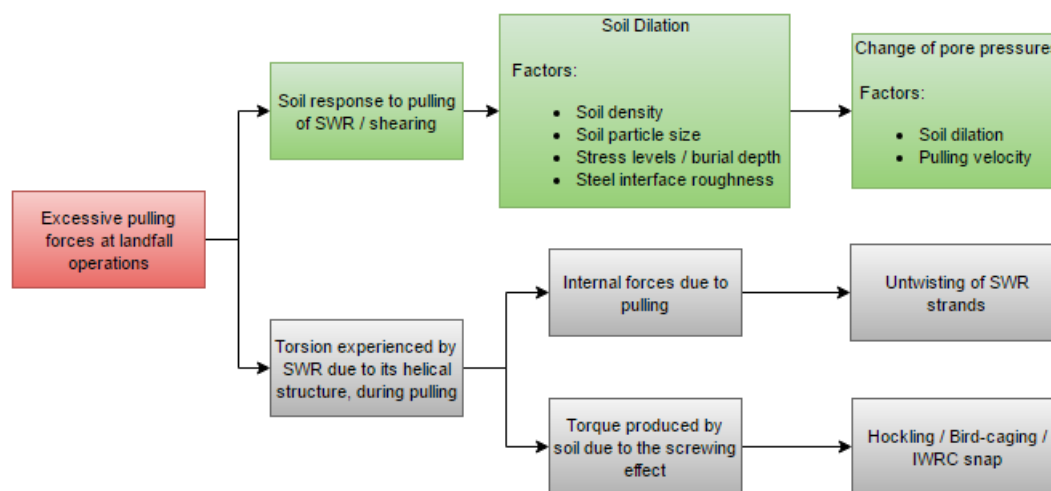 Excessive pulling
forces at landfall
operations
Soil response to pulling
of SWR / shearing
Soil Dilation
Factors:
• Soil density
• Soil particle size
• Stress levels / burial depth
• Steel interface roughness
Change of pore pressures
Factors:
• Soil dilation
• Pulling velocity
Torsion experienced by
SWR due to its helical
structure, during pulling
Internal forces due to
pulling
Untwisting of SWR
strands
Torque produced by
soil due to the screwing
effect
Hockling / Bird-caging /
IWRC snap